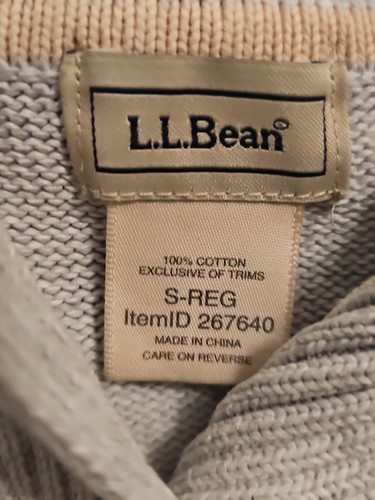 L.L.Bean®
100% COTTON
EXCLUSIVE OF TRIMS
S-REG
ItemID 267640
MADE IN CHINA
CARE ON REVERSE